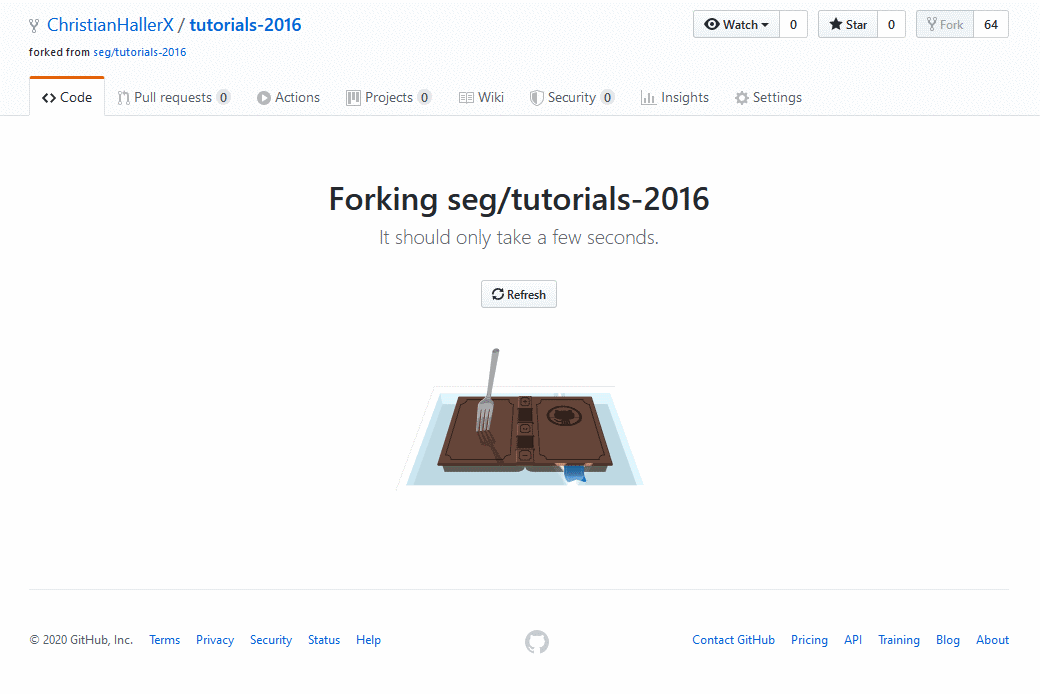 ChristianHallerX / tutorials-2016
Watch 0 Star 0 Fork 64
forked from seg/tutorials-2016
Code Pull requests 0 Actions Projects 0 Wiki Security 0 Insights Settings
Forking seg/tutorials-2016
It should only take a few seconds.
Refresh
© 2020 GitHub, Inc. Terms Privacy Security Status Help Contact GitHub Pricing API Training Blog About